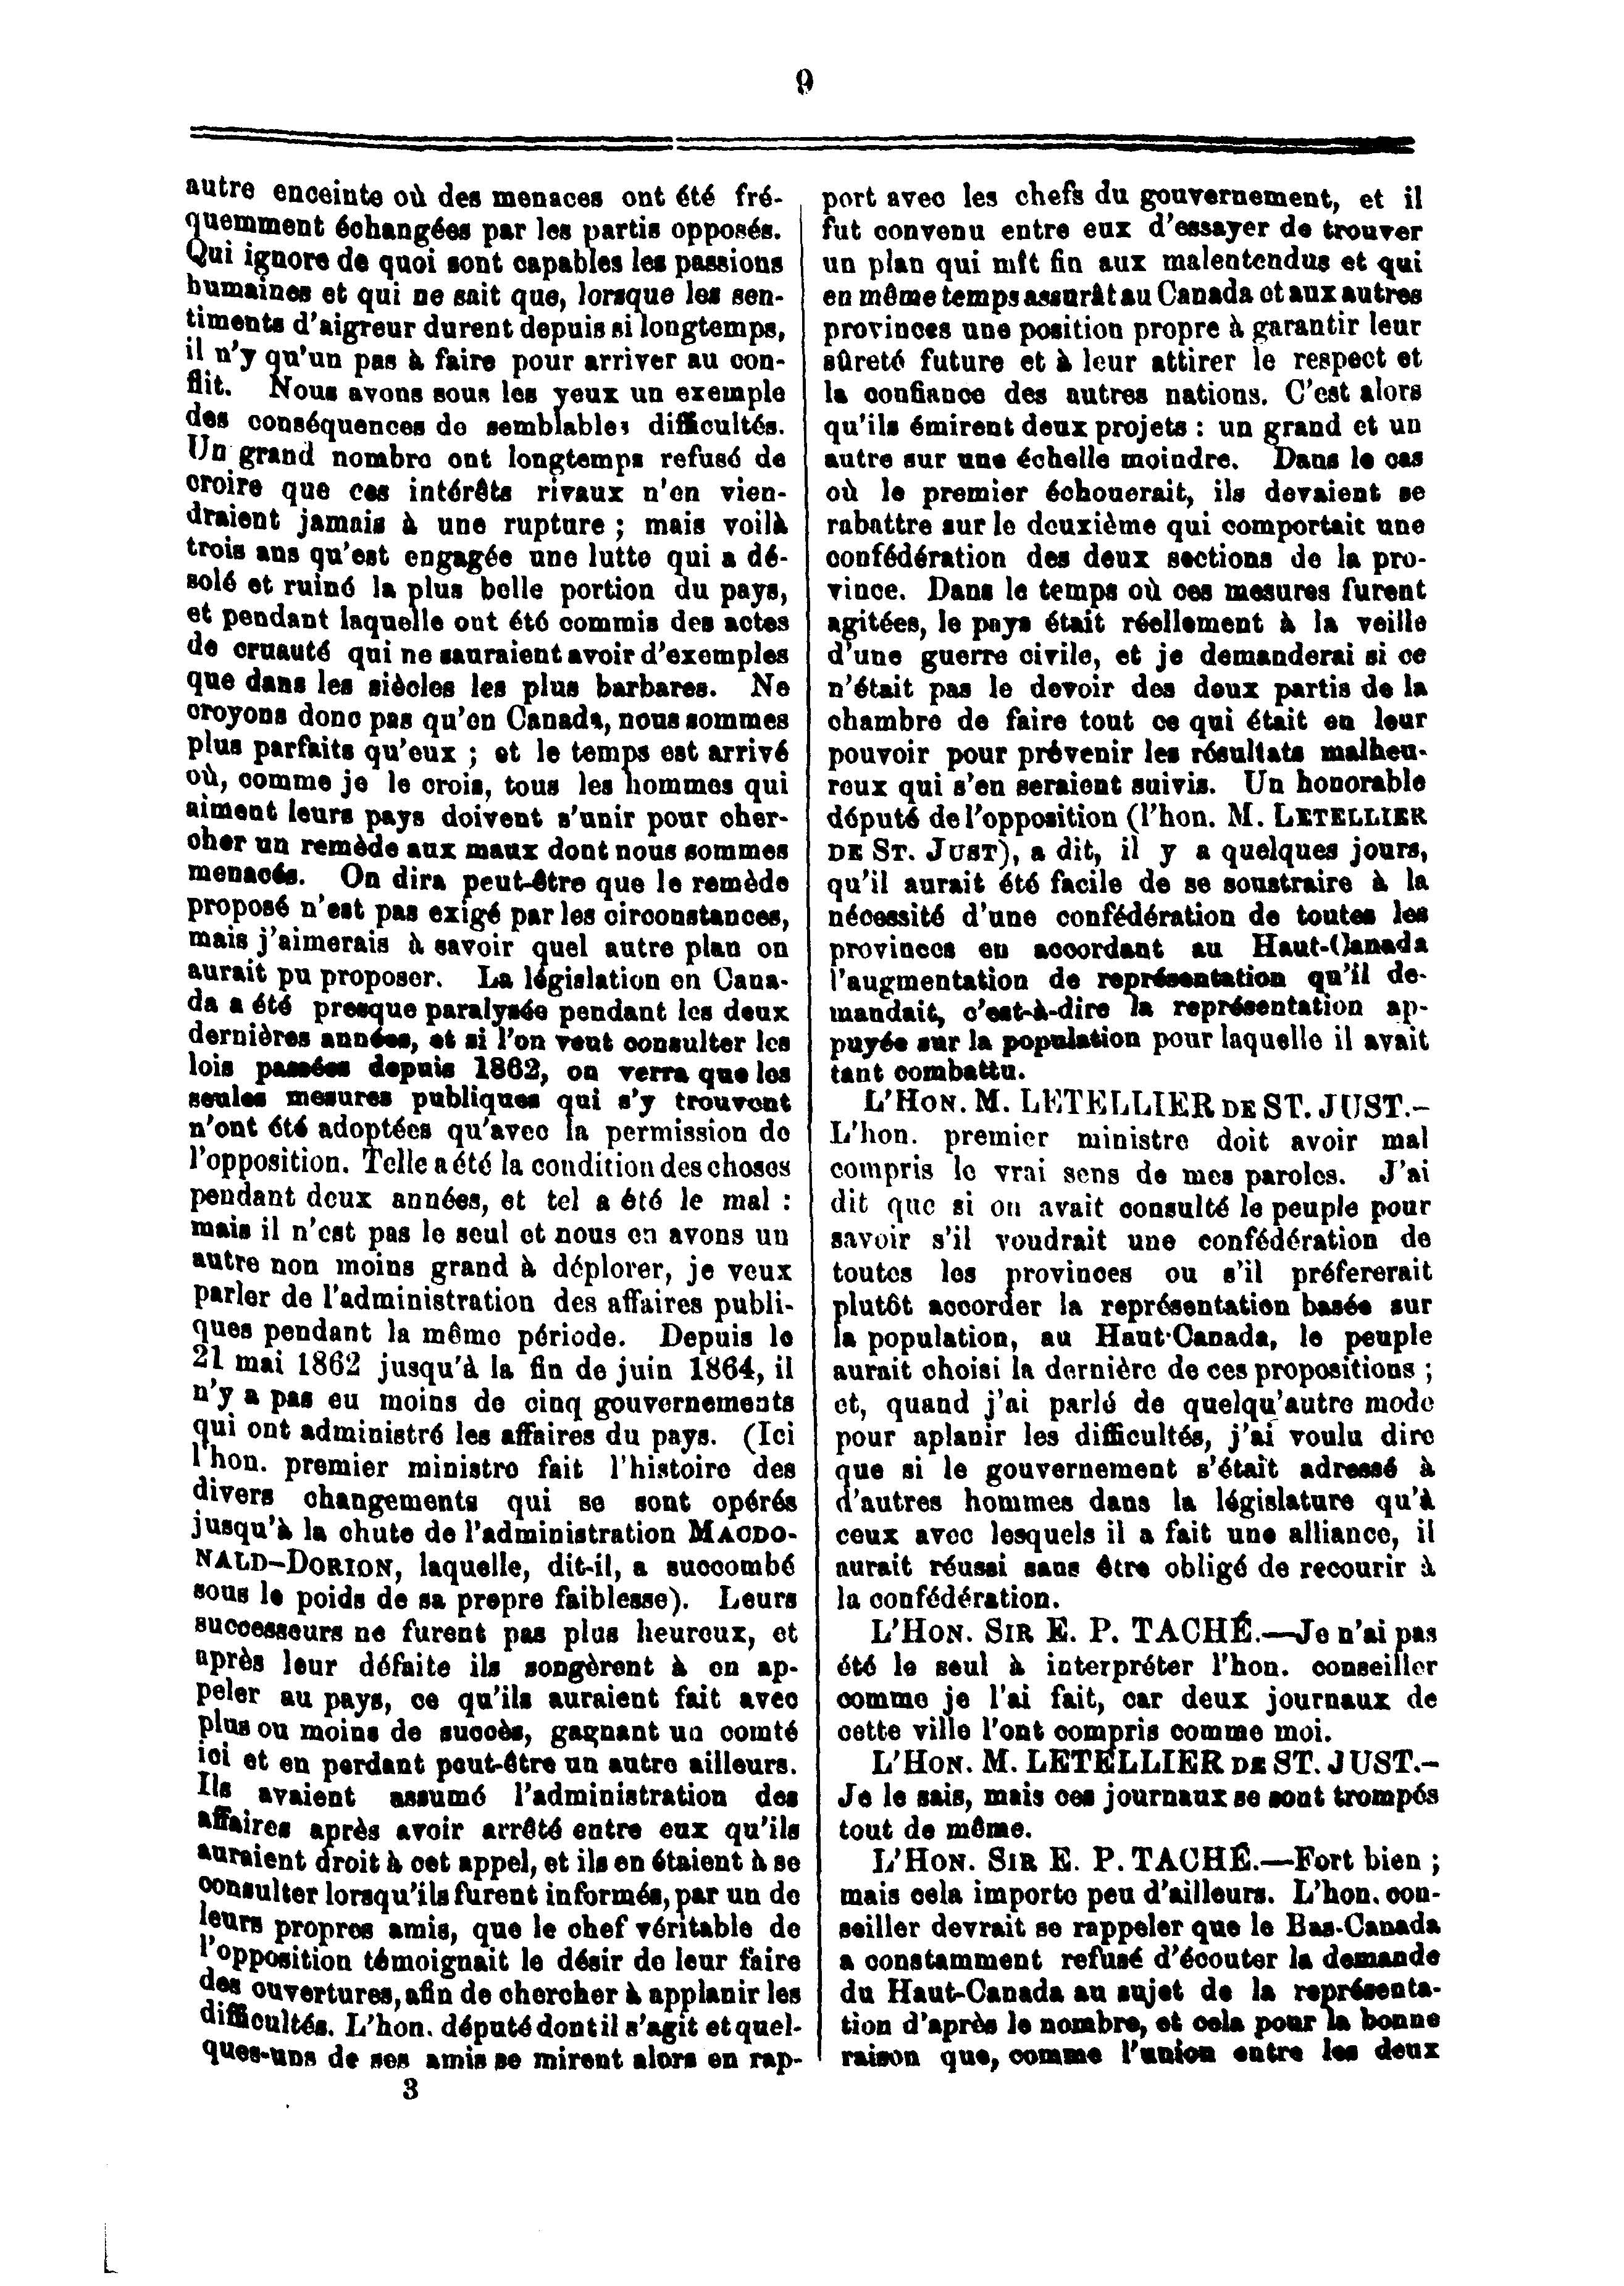 9
autre enceinte où des menaces ont été fré-
quemment échangées par les partis opposés.
Qui ignore de quoi sont capables les passions
humaines et qui ne sait que, lorsque les sen-
timents d'aigreur durent depuis si longtemps,
il n'y qu'un pas à faire pour arriver au con-
flit. Nous avons sous les yeux un exemple
des conséquences de semblables difficultés.
Un grand nombre ont longtemps refusé de
croire que ces intérêts rivaux n'en vien-
draient jamais à une rupture ; mais voilà
trois ans qu'est engagée une lutte qui a dé-
solé et ruiné la plus belle portion du pays,
et pendant laquelle ont été commis des actes
de cruauté qui ne sauraient avoir d'exemples
que dans les siècles les plus barbares. Ne
croyons donc pas qu'en Canada, nous sommes
plus parfaits qu'eux ; et le temps est arrivé
où, comme je le crois, tous les hommes qui
aiment leurs pays doivent s'unir pour cher-
cher un remède aux maux dont nous sommes
menacés. On dira peut-être que le remède
proposé n'est pas exigé par les circonstances,
mais j'aimerais à savoir quel autre plan on
aurait pu proposer. La législation en Cana-
da a été presque paralysée pendant les deux
dernières années, et si l'on veut consulter les
lois passées depuis 1862, on verra que les
seules mesures publiques qui s'y trouvent
n'ont été adoptées qu'avec la permission de
l'opposition. Telle a été la condition des choses
pendant deux années, et tel a été le mal :
mais il n'est pas le seul et nous en avons un
autre non moins grand à déplorer, je veux
parler de l'administration des affaires publi-
ques pendant la même période. Depuis le
21 mai 1862 jusqu'à la fin de juin 1864, il
n'y a pas eu moins de cinq gouvernements
qui ont administré les affaires du pays. (Ici
l'hon. premier ministre fait l'histoire des
divers changements qui se sont opérés
jusqu'à la chute de l'administration MACDO-
NALD-DORION, laquelle, dit-il, a succombé
sous le poids de sa propre faiblesse). Leurs
successeurs ne furent pas plus heureux, et
après leur défaite ils songèrent à en ap-
peler au pays, ce qu'ils auraient fait avec
plus ou moins de succès, gagnant un comté
ici et en perdant peut-être un autre ailleurs.
Ils avaient assumé l'administration des
affaires après avoir arrêté entre eux qu'ils
auraient droit à cet appel, et ils en étaient à se
consulter lorsqu'ils furent informés, par un de
leurs propres amis, que le chef véritable de
l'opposition témoignait le désir de leur faire
des ouvertures, afin de chercher à applanir les
difficultés. L'hon. député dont il s'agit et quel-
ques-uns de ses amis se mirent alors en rap-
3
port avec les chefs du gouvernement, et il
fut convenu entre eux d'essayer de trouver
un plan qui mît fin aux malentendus et qui
en même temps assurât au Canada et aux autres
provinces une position propre à garantir leur
sûreté future et à leur attirer le respect et
la confiance des autres nations. C'est alors
qu'ils émirent deux projets : un grand et un
autre sur une échelle moindre. Dans le cas
où le premier échouerait, ils devaient se
rabattre sur le deuxième qui comportait une
confédération des deux sections de la pro-
vince. Dans le temps où ces mesures furent
agitées, le pays était réellement à la veille
d'une guerre civile, et je demanderai si ce
n'était pas le devoir des deux partis de la
chambre de faire tout ce qui était en leur
pouvoir pour prévenir les résultats malheu-
reux qui s'en seraient suivis. Un honorable
député de l'opposition (l'hon. M. LETELLIER
DE ST. JUST), a dit, il y a quelques jours,
qu'il aurait été facile de se soustraire à la
nécessité d'une confédération de toutes les
provinces en accordant au Haut-Canada
l'augmentation de représentation qu'il de-
mandait, c'est-à-dire la représentation ap-
puyée sur la population pour laquelle il avait
tant combattu.
L'HON. M. LETELLIER DE ST. JUST.-
L'hon. premier ministre doit avoir mal
compris le vrai sens de mes paroles. J'ai
dit que si on avait consulté le peuple pour
savoir s'il voudrait une confédération de
toutes les provinces ou s'il préfererait
plutôt accorder la représentation basée sur
la population, au Haut-Canada, le peuple
aurait choisi la dernière de ces propositions ;
et, quand j'ai parlé de quelqu'autre mode
pour aplanir les difficultés, j'ai voulu dire
que si le gouvernement s'était adressé à
d'autres hommes dans la législature qu'à
ceux avec lesquels il a fait une alliance, il
aurait réussi sans être obligé de recourir à
la confédération.
L'HON. SIR E. P. TACHÉ.—Je n'ai pas
été le seul à interpréter l'hon. conseiller
comme je l'ai fait, car deux journaux de
cette ville l'ont compris comme moi.
L'HON. M. LETELLIER DE ST. JUST.-
Je le sais, mais ces journaux se sont trompés
tout de même.
L'HON. SIR E. P. TACHÉ.—Fort bien ;
mais cela importe peu d'ailleurs. L'hon. con-
seiller devrait se rappeler que le Bas-Canada
a constamment refusé d'écouter la demande
du Haut-Canada au sujet de la représenta-
tion d'après le nombre, et cela pour la bonne
raison que, comme l'union entre les deux